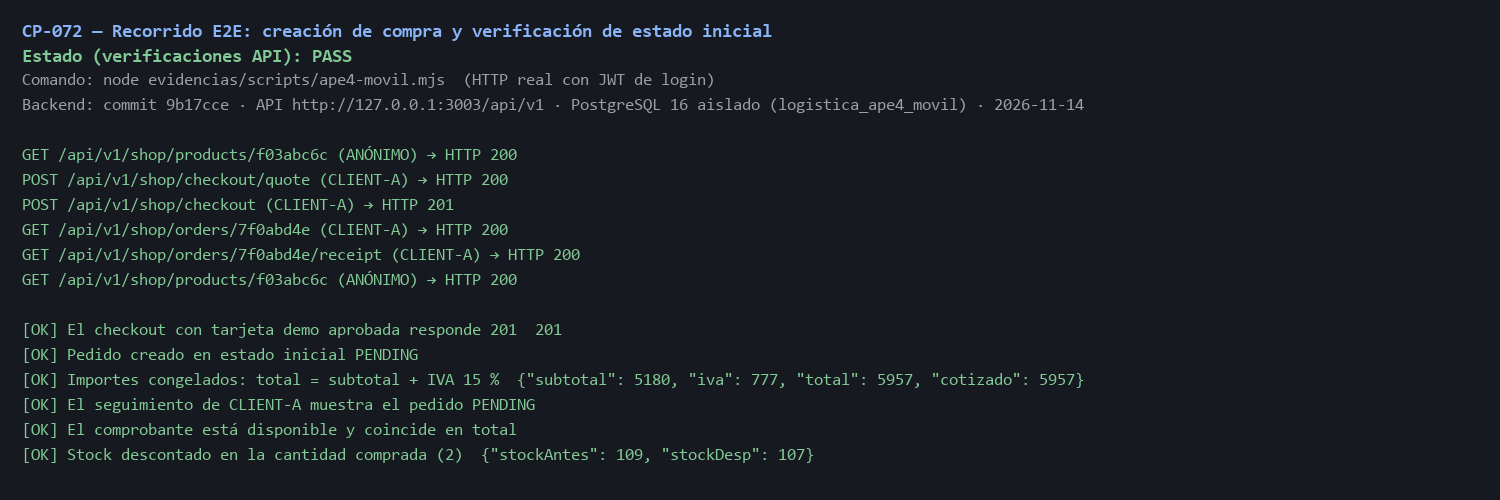 CP-072 — Recorrido E2E: creación de compra y verificación de estado inicial
Estado (verificaciones API): PASS
Comando: node evidencias/scripts/ape4-movil.mjs  (HTTP real con JWT de login)
Backend: commit 9b17cce · API http://127.0.0.1:3003/api/v1 · PostgreSQL 16 aislado (logistica_ape4_movil) · 2026-11-14
GET /api/v1/shop/products/f03abc6c (ANÓNIMO) → HTTP 200
POST /api/v1/shop/checkout/quote (CLIENT-A) → HTTP 200
POST /api/v1/shop/checkout (CLIENT-A) → HTTP 201
GET /api/v1/shop/orders/7f0abd4e (CLIENT-A) → HTTP 200
GET /api/v1/shop/orders/7f0abd4e/receipt (CLIENT-A) → HTTP 200
GET /api/v1/shop/products/f03abc6c (ANÓNIMO) → HTTP 200
[OK] El checkout con tarjeta demo aprobada responde 201  201
[OK] Pedido creado en estado inicial PENDING
[OK] Importes congelados: total = subtotal + IVA 15 %  {"subtotal": 5180, "iva": 777, "total": 5957, "cotizado": 5957}
[OK] El seguimiento de CLIENT-A muestra el pedido PENDING
[OK] El comprobante está disponible y coincide en total
[OK] Stock descontado en la cantidad comprada (2)  {"stockAntes": 109, "stockDesp": 107}